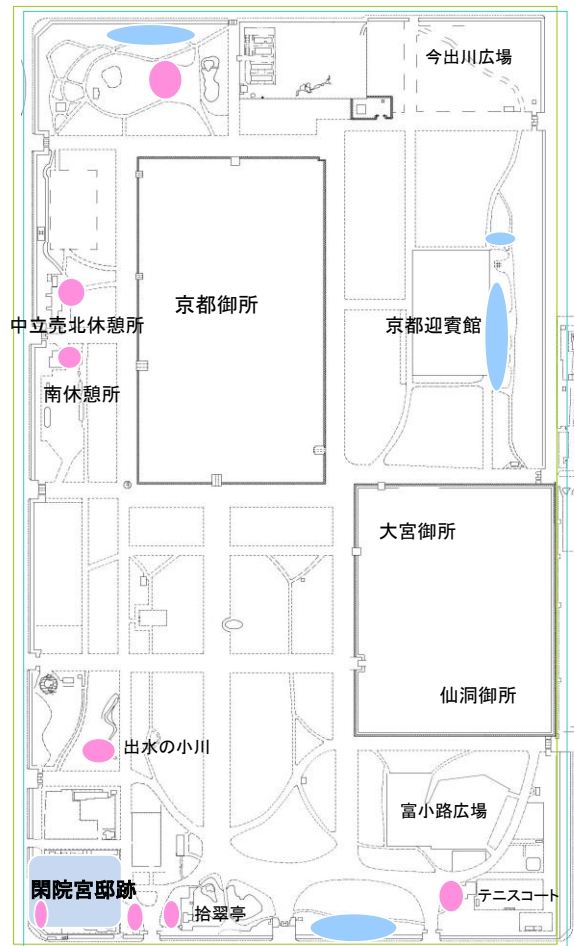 今出川広場
京都御所
中立売北休憩所
京都迎賓館
南休憩所
大宮御所
仙洞御所
出水の小川
富小路広場
閑院宮邸跡
拾翠亭
テニスコート